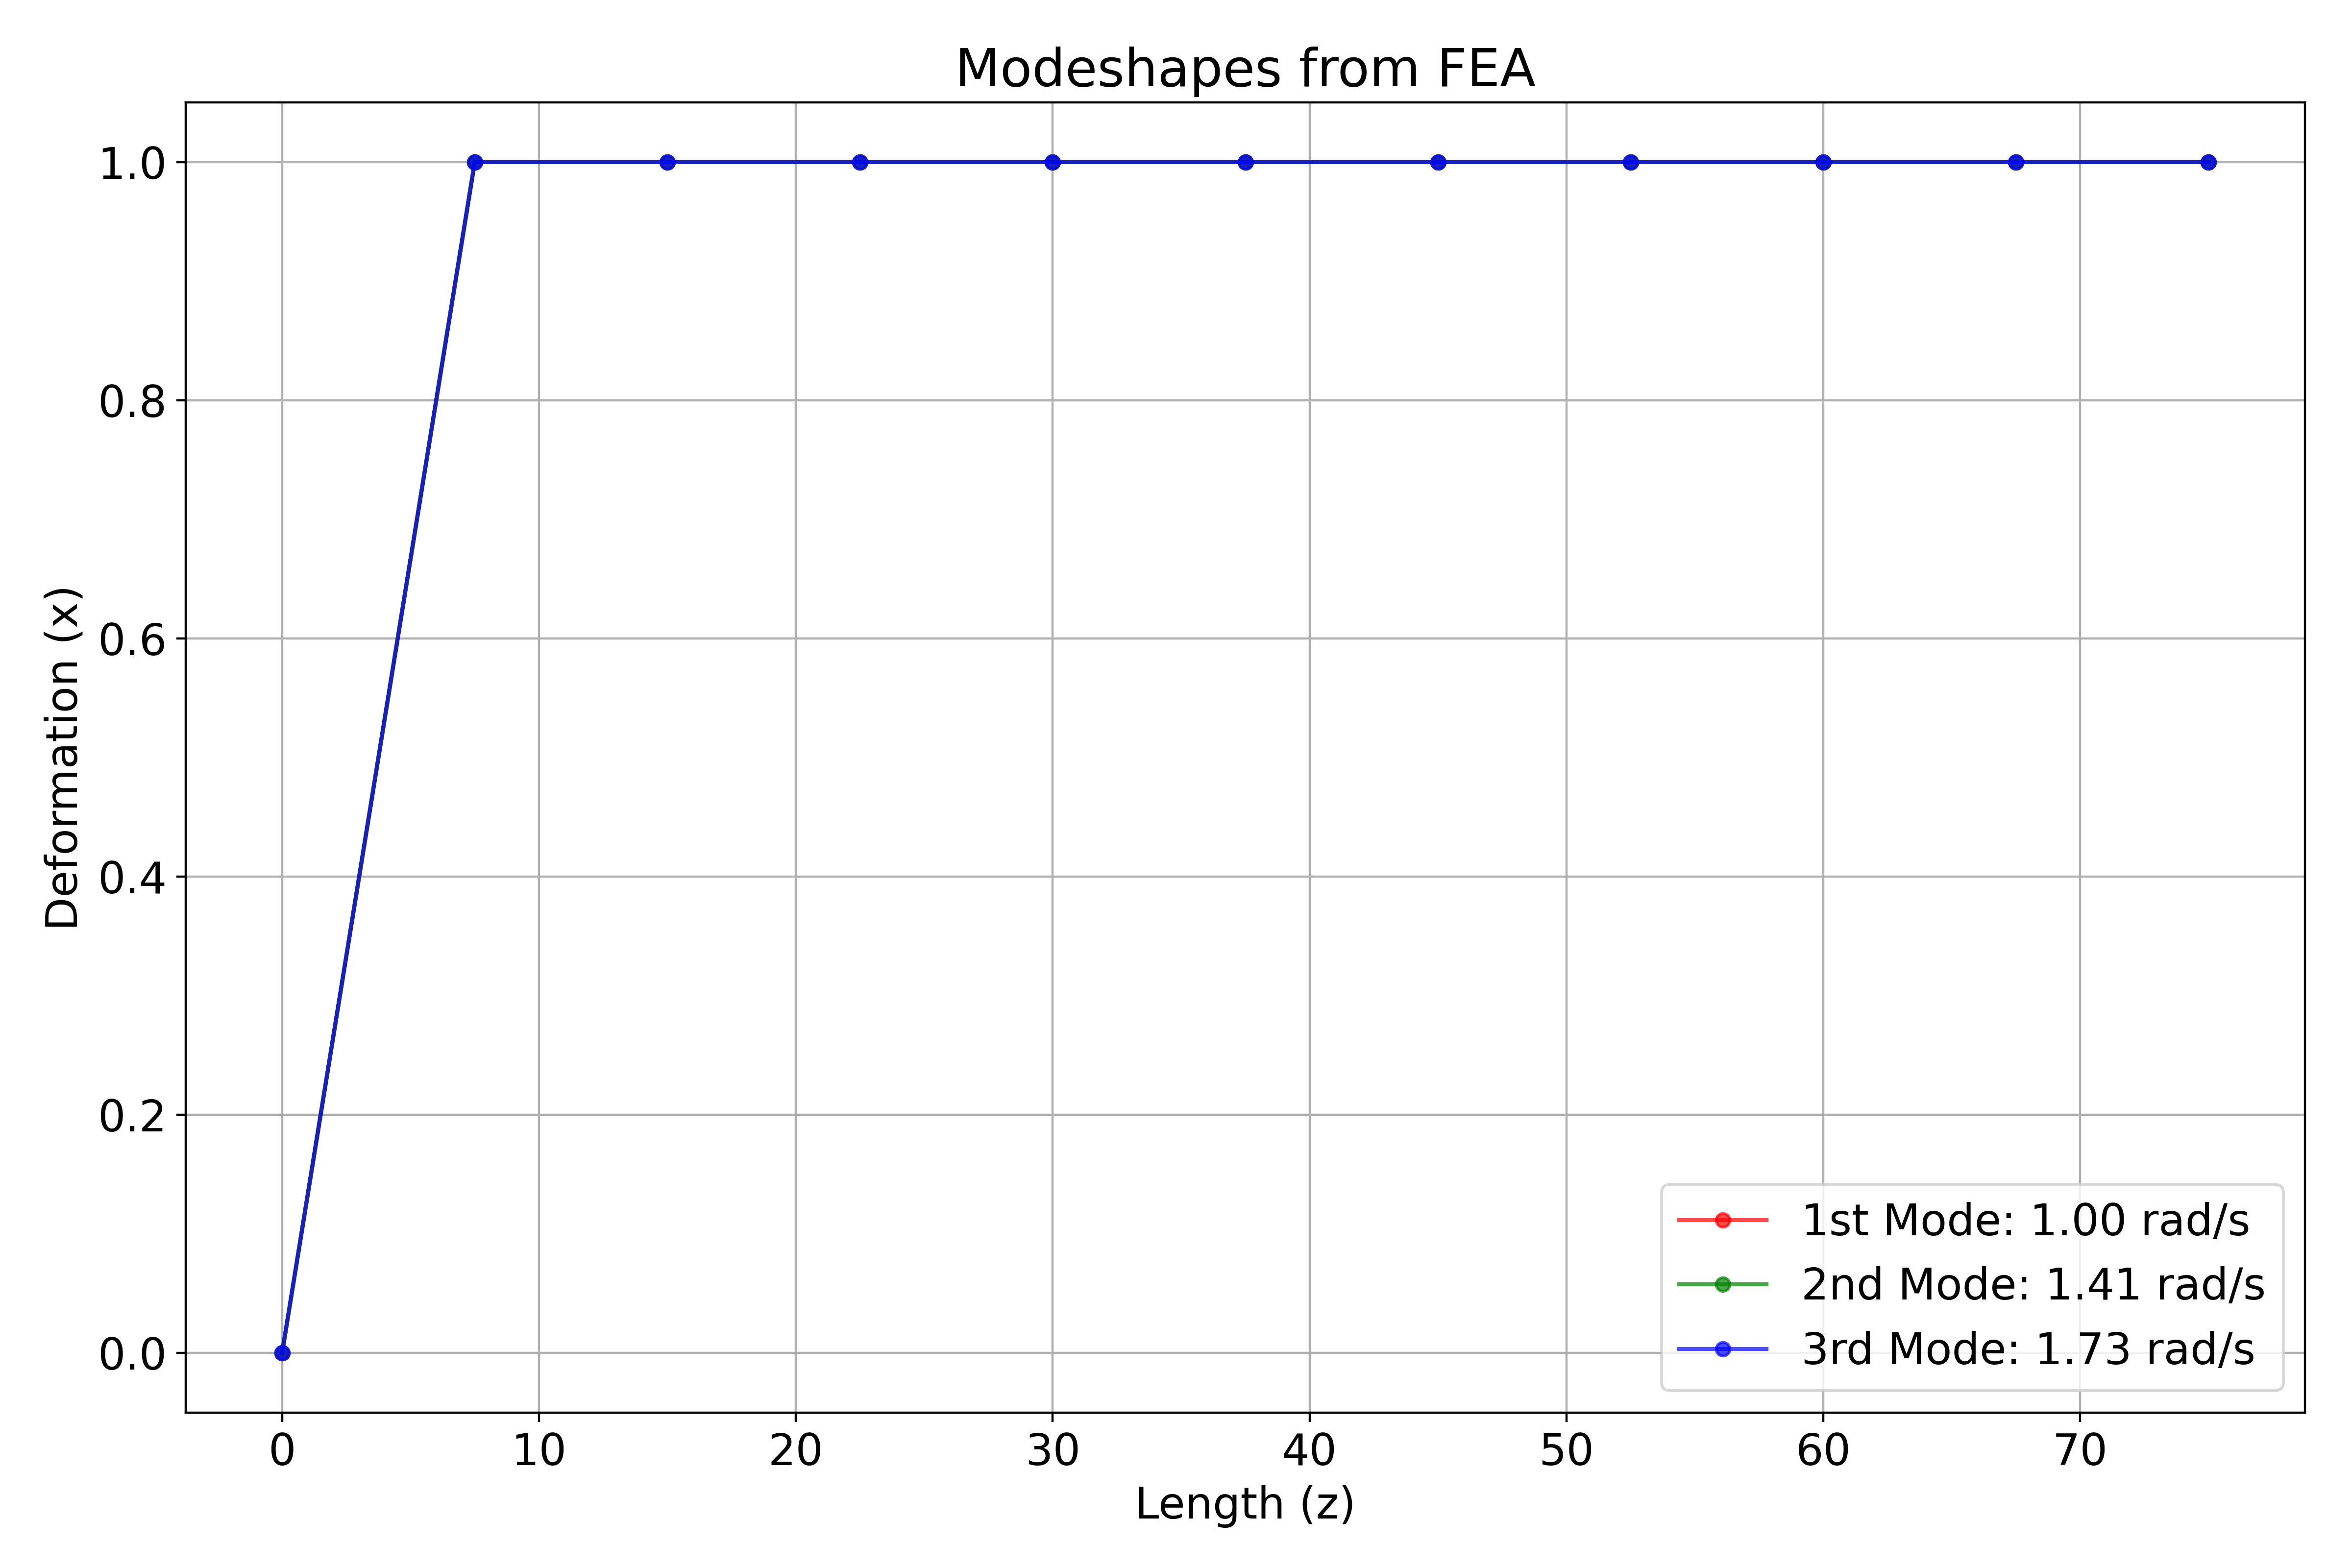 Modeshapes from FEA
1.0
0.8
0.6
0.4
0.2
0.0
Deformation (x)
0 10 20 30 40 50 60 70
Length (z)
1st Mode: 1.00 rad/s
2nd Mode: 1.41 rad/s
3rd Mode: 1.73 rad/s